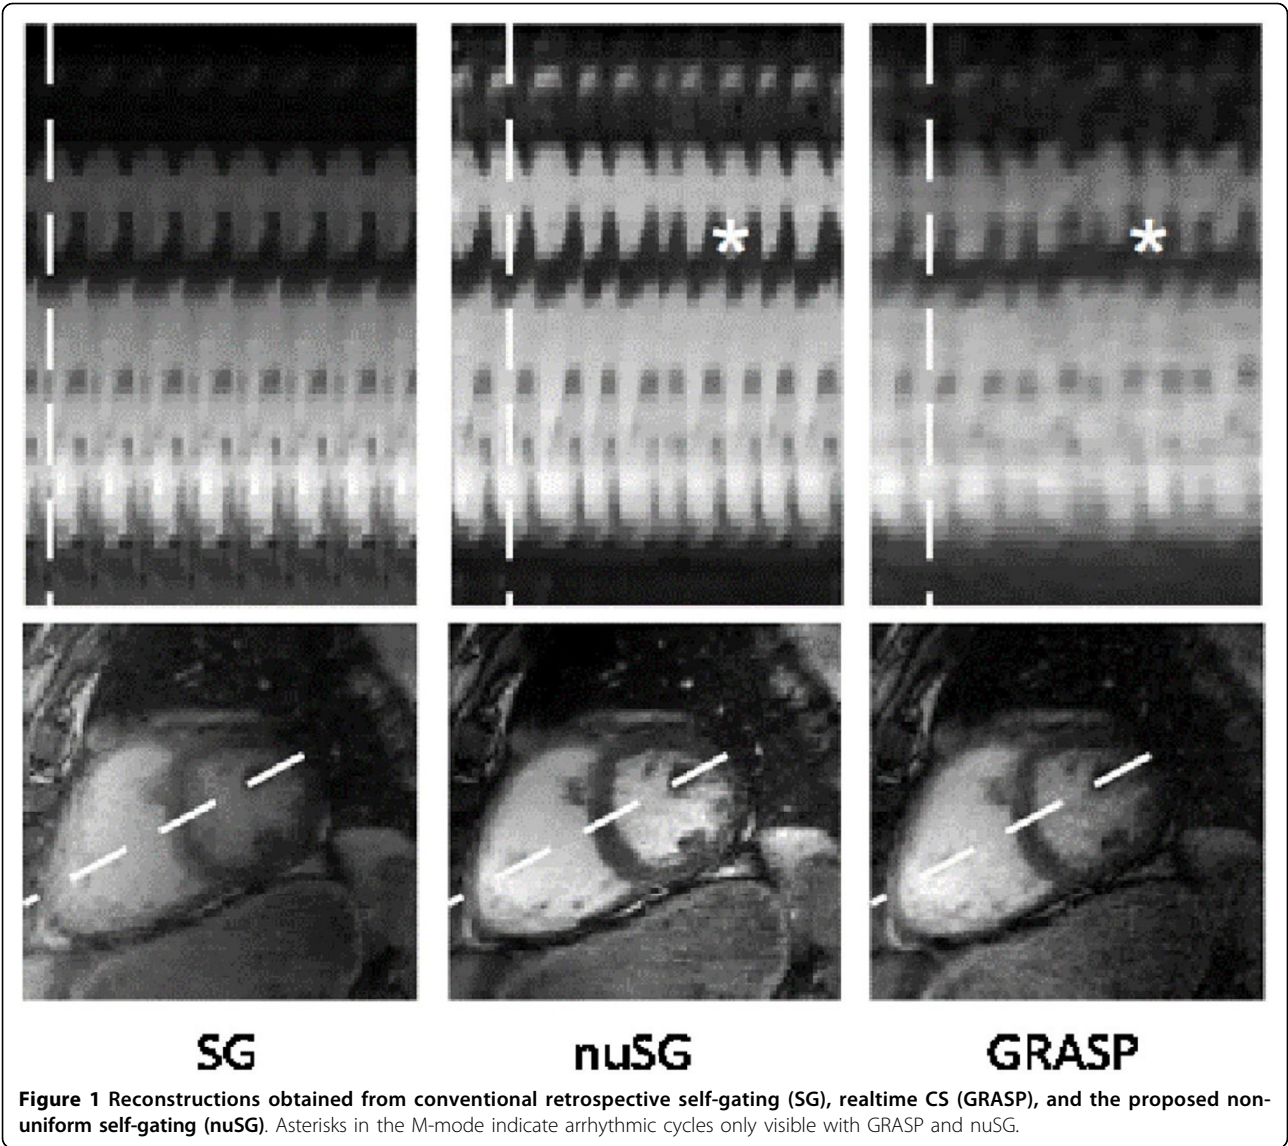 *
*
SG
nuSG
GRASP
Figure 1 Reconstructions obtained from conventional retrospective self-gating (SG), realtime CS (GRASP), and the proposed non-
uniform self-gating (nuSG). Asterisks in the M-mode indicate arrhythmic cycles only visible with GRASP and nuSG.